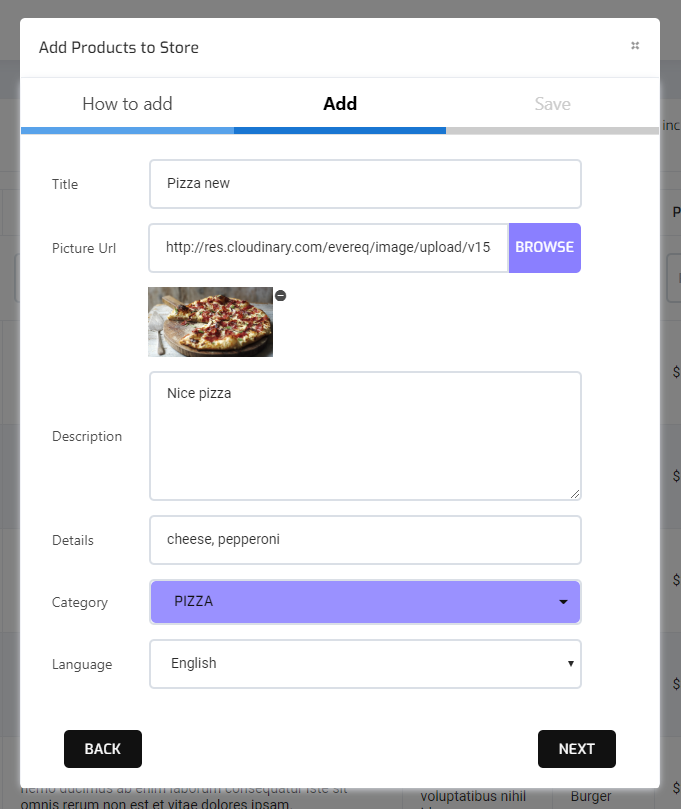 Add Products to Store
How to add
Add
Save
inc
Title
Pizza new
P
Picture Url
http://res.cloudinary.com/evereq/image/upload/v15
BROWSE
Description
Nice pizza
$
$
Details
cheese, pepperoni
$
Category
PIZZA
Language
English
$
BACK
NEXT
nemo ducimus ab enim laborum consequatur iste sit
omnis rerum non est et vitae dolores ipsam
voluptatibus nihil
Burger
$